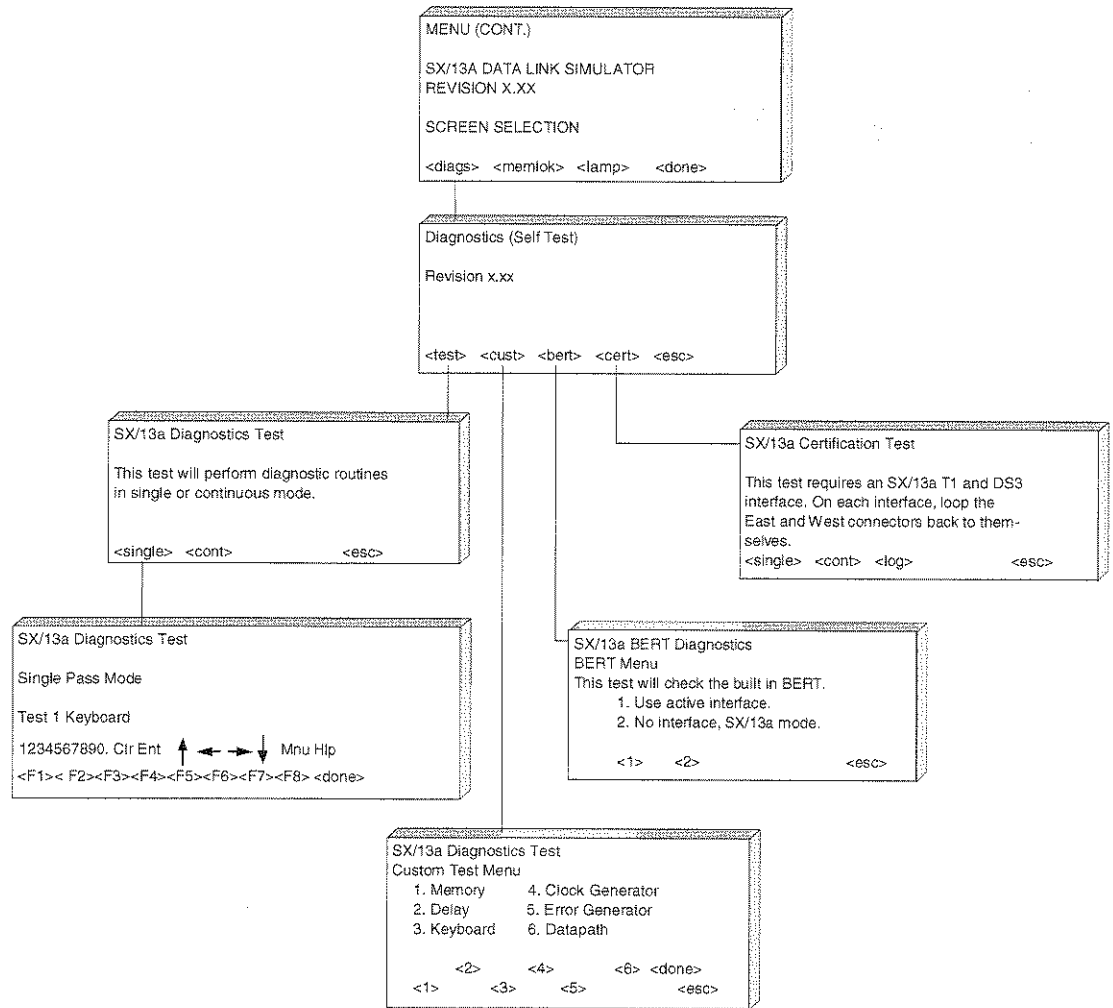 MENU (CONT.)
SX/13A DATA LINK SIMULATOR
REVISION X.XX
SCREEN SELECTION
<diags> <memlok> <lamp> <done>
Diagnostics (Self Test)
Revision x.xx
<test> <cust> <bert> <cert> <esc>
SX/13a Diagnostics Test
This test will perform diagnostic routines
in single or continuous mode.
<single> <cont> <esc>
SX/13a Certification Test
This test requires an SX/13a T1 and DS3
interface. On each interface, loop the
East and West connectors back to them-
selves.
<single> <cont> <log> <esc>
SX/13a Diagnostics Test
Single Pass Mode
Test 1 Keyboard
1234567890. Clr Ent ↑ ← → ↓ Mnu Hlp
<F1>< F2><F3><F4><F5><F6><F7><F8> <done>
SX/13a BERT Diagnostics
BERT Menu
This test will check the built in BERT.
1. Use active interface.
2. No interface, SX/13a mode.
<1> <2> <esc>
SX/13a Diagnostics Test
Custom Test Menu
1. Memory 4. Clock Generator
2. Delay 5. Error Generator
3. Keyboard 6. Datapath
<2> <4> <6> <done>
<1> <3> <5> <esc>